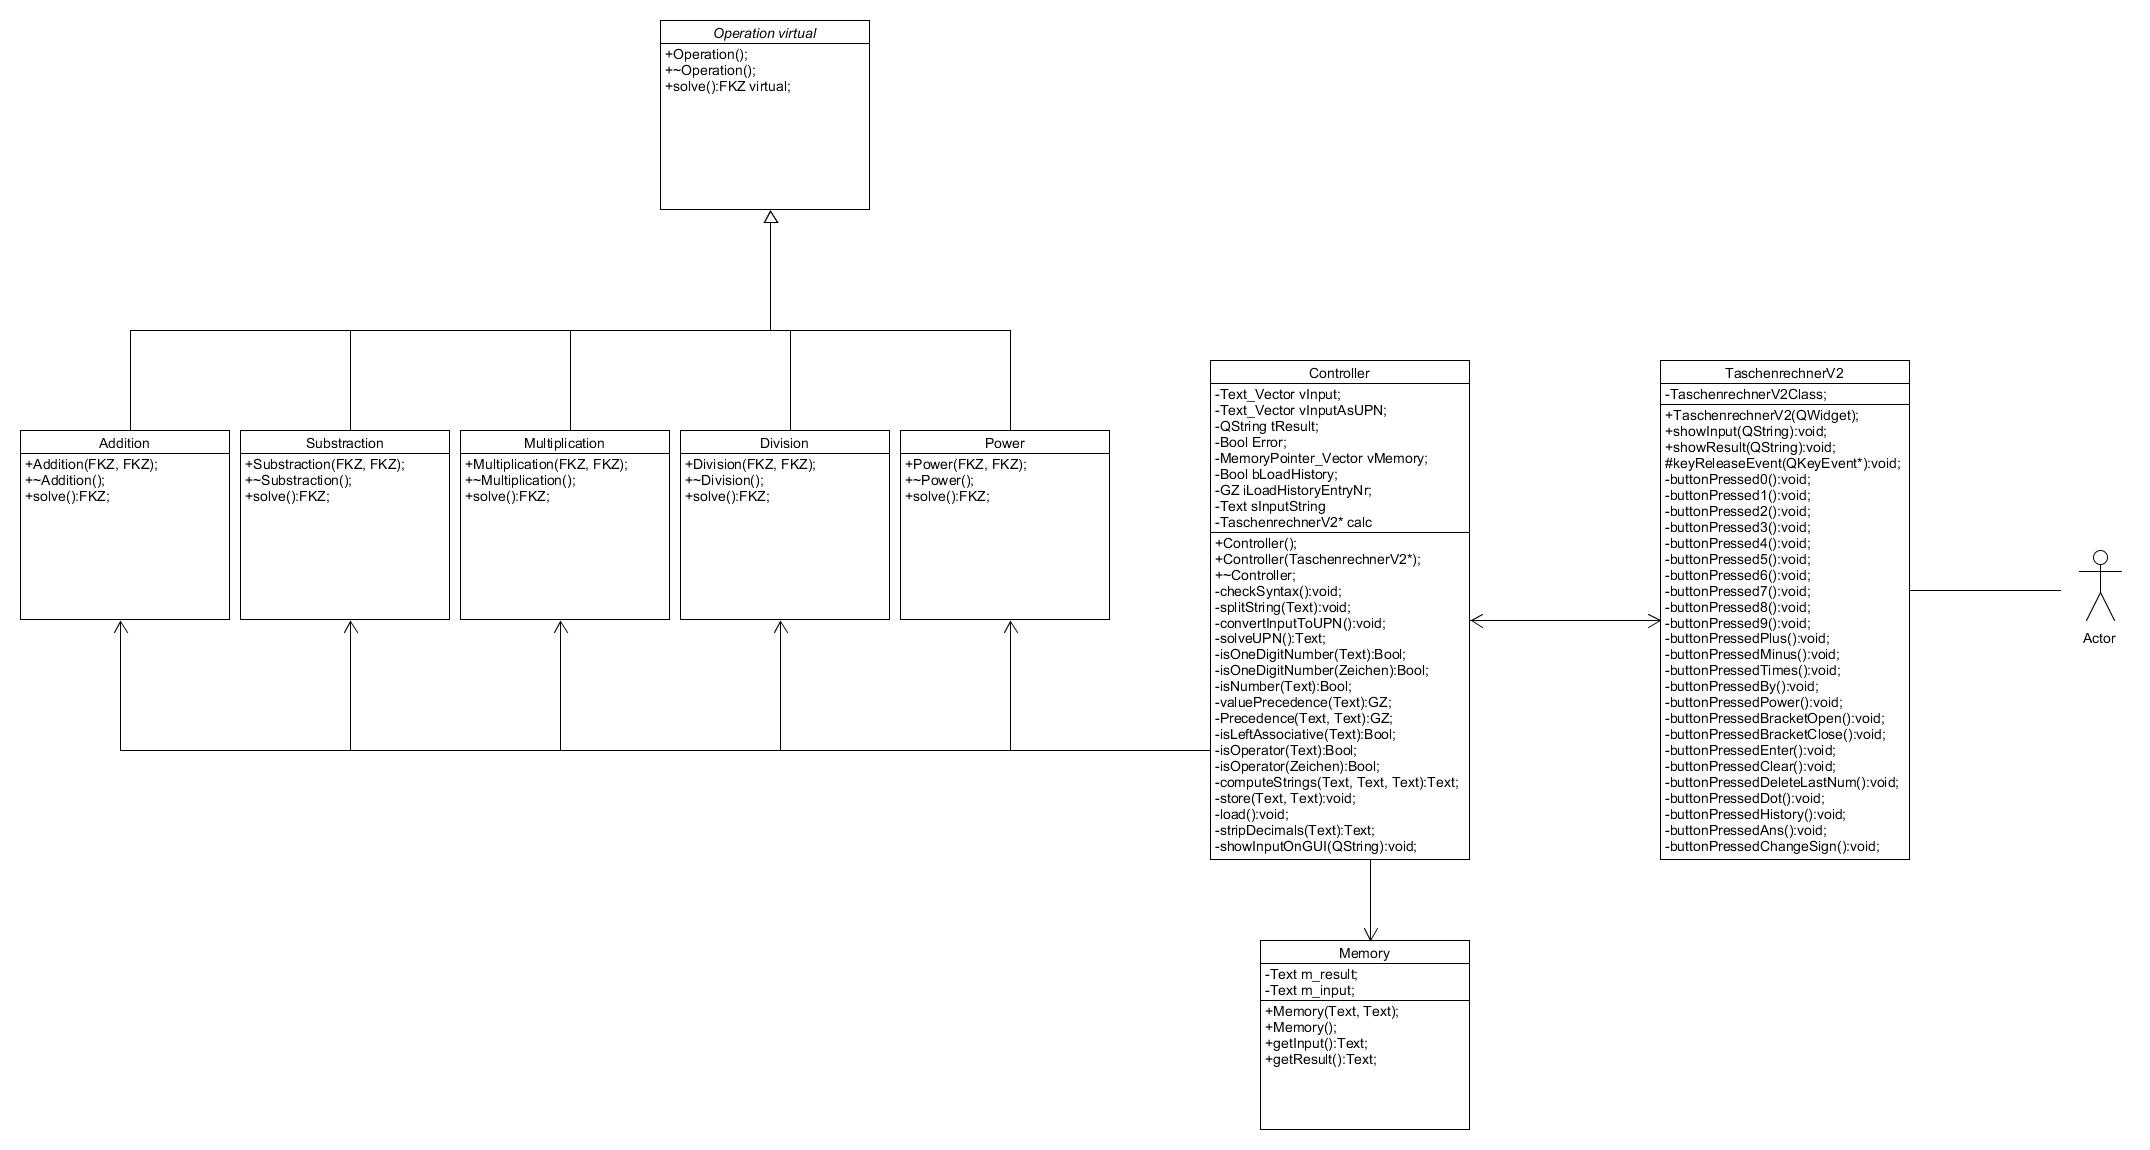 Operation virtual
+Operation();
+~Operation();
+solve():FKZ virtual;
Addition
+Addition(FKZ, FKZ);
+~Addition();
+solve():FKZ;
Substraction
+Substraction(FKZ, FKZ);
+~Substraction();
+solve():FKZ;
Multiplication
+Multiplication(FKZ, FKZ);
+~Multiplication();
+solve():FKZ;
Division
+Division(FKZ, FKZ);
+~Division();
+solve():FKZ;
Power
+Power(FKZ, FKZ);
+~Power();
+solve():FKZ;
Controller
-Text_Vector vInput;
-Text_Vector vInputAsUPN;
-QString tResult;
-Bool Error;
-MemoryPointer_Vector vMemory;
-Bool bLoadHistory;
-GZ iLoadHistoryEntryNr;
-Text sInputString
-TaschenrechnerV2* calc
+Controller();
+Controller(TaschenrechnerV2*);
+~Controller;
-checkSyntax():void;
-splitString(Text):void;
-convertInputToUPN():void;
-solveUPN():Text;
-isOneDigitNumber(Text):Bool;
-isOneDigitNumber(Zeichen):Bool;
-isNumber(Text):Bool;
-valuePrecedence(Text):GZ;
-Precedence(Text, Text):GZ;
-isLeftAssociative(Text):Bool;
-isOperator(Text):Bool;
-isOperator(Zeichen):Bool;
-computeStrings(Text, Text, Text):Text;
-store(Text, Text):void;
-load():void;
-stripDecimals(Text):Text;
-showInputOnGUI(QString):void;
TaschenrechnerV2
-TaschenrechnerV2Class;
+TaschenrechnerV2(QWidget);
+showInput(QString):void;
+showResult(QString):void;
#keyReleaseEvent(QKeyEvent*):void;
-buttonPressed0():void;
-buttonPressed1():void;
-buttonPressed2():void;
-buttonPressed3():void;
-buttonPressed4():void;
-buttonPressed5():void;
-buttonPressed6():void;
-buttonPressed7():void;
-buttonPressed8():void;
-buttonPressed9():void;
-buttonPressedPlus():void;
-buttonPressedMinus():void;
-buttonPressedTimes():void;
-buttonPressedBy():void;
-buttonPressedPower():void;
-buttonPressedBracketOpen():void;
-buttonPressedBracketClose():void;
-buttonPressedEnter():void;
-buttonPressedClear():void;
-buttonPressedDeleteLastNum():void;
-buttonPressedDot():void;
-buttonPressedHistory():void;
-buttonPressedAns():void;
-buttonPressedChangeSign():void;
Actor
Memory
-Text m_result;
-Text m_input;
+Memory(Text, Text);
+Memory();
+getInput():Text;
+getResult():Text;